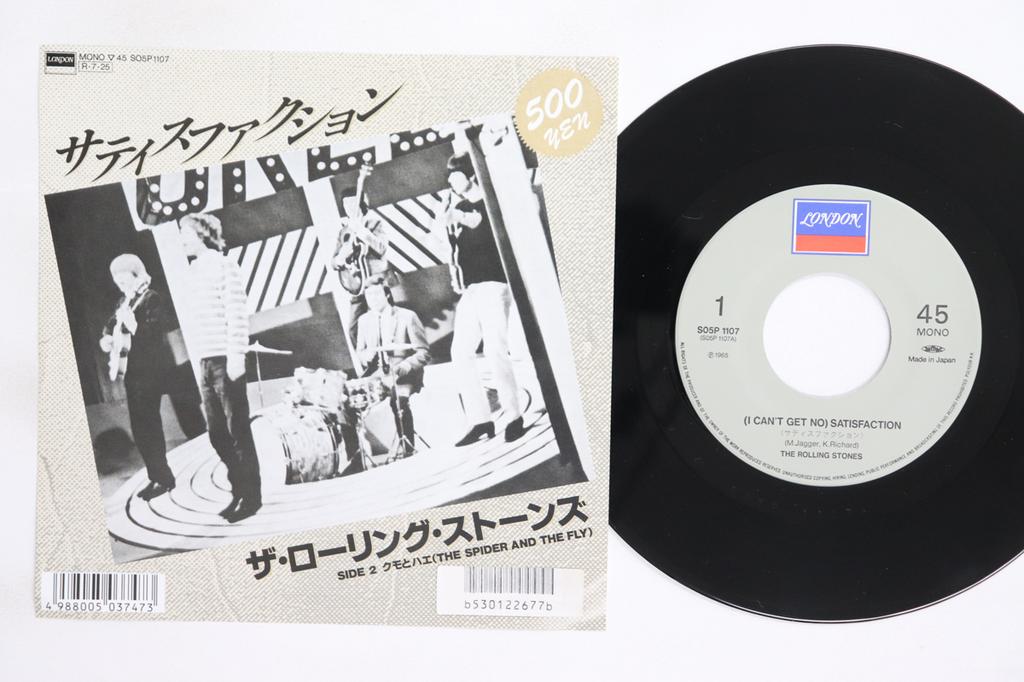 LONDON
MONO ▽ 45 S05P1107
R-7-25
サティスファクション
500
YEN
ザ・ローリング・ストーンズ
SIDE 2 クモとハエ(THE SPIDER AND THE FLY)
4 988005 037473
b530122677b
LONDON
1
S05P 1107
(S05P 1107A)
℗1965
45
MONO
Made in Japan
(I CAN'T GET NO) SATISFACTION
(サティスファクション)
(M.Jagger, K.Richard)
THE ROLLING STONES